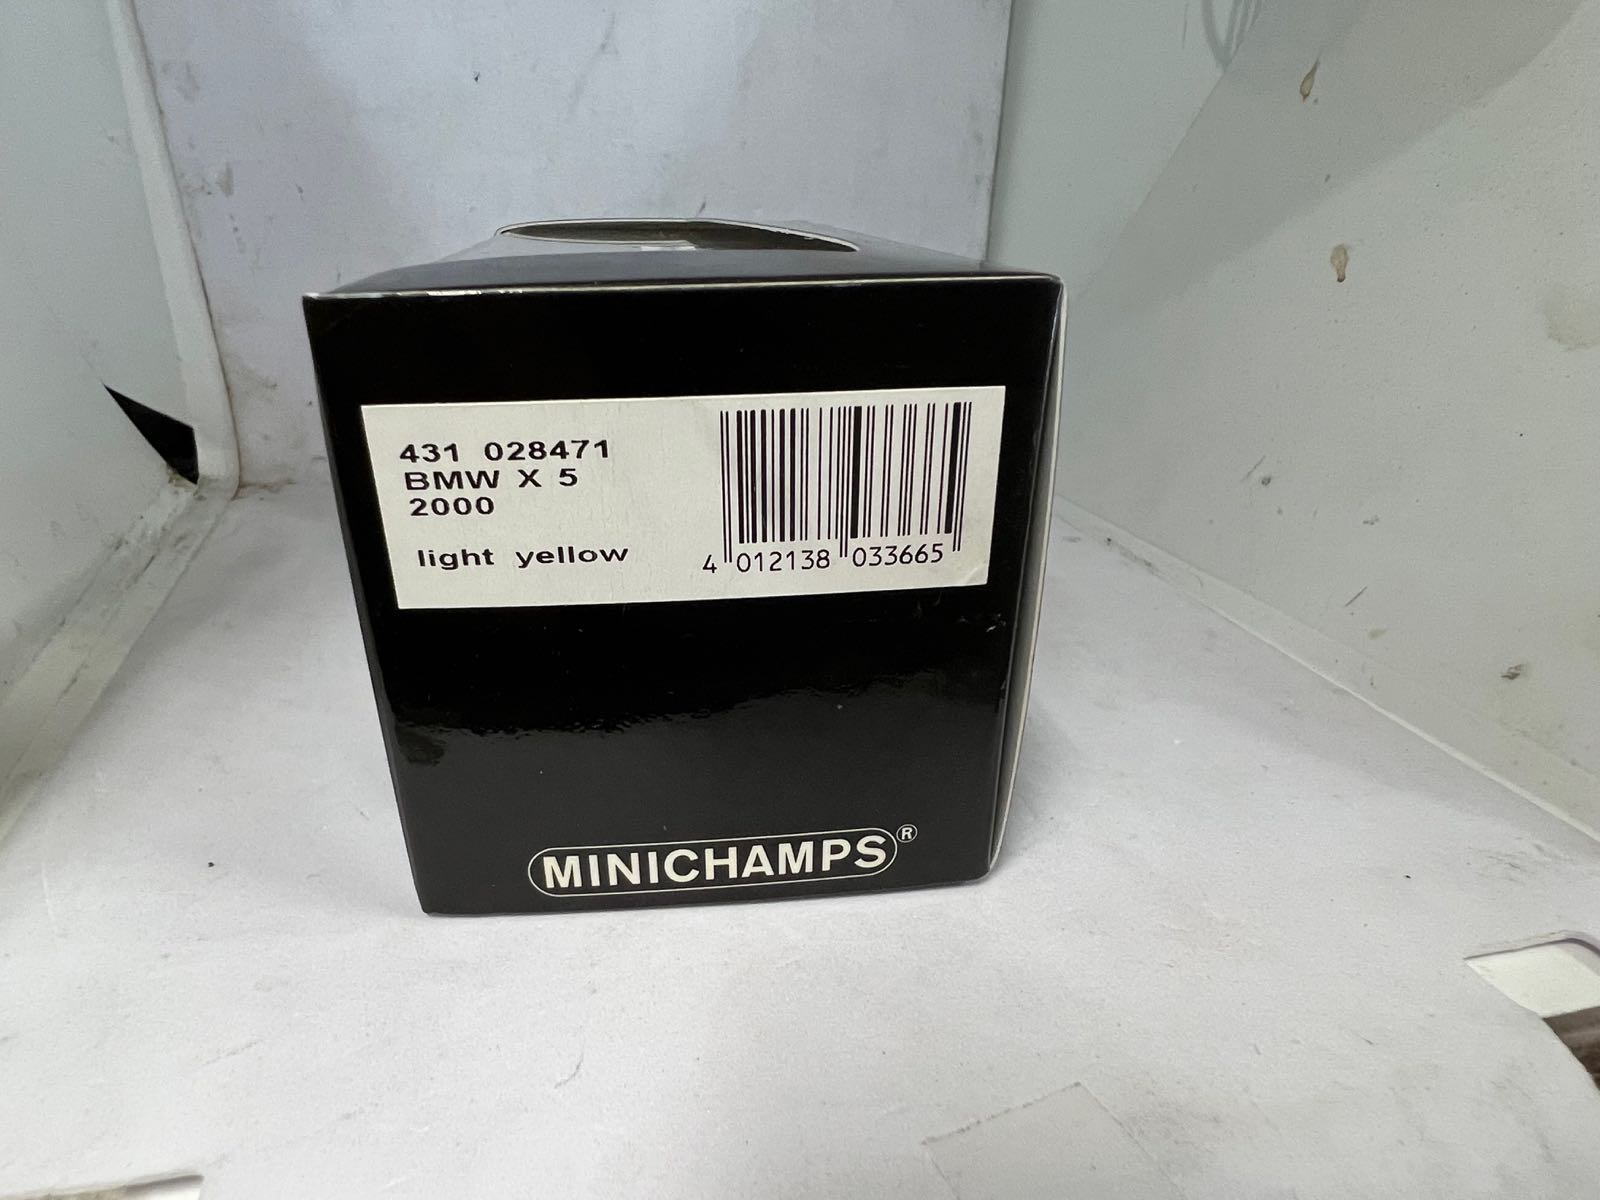 431 028471
BMW X 5
2000
light yellow
4 012138 033665
MINICHAMPS®